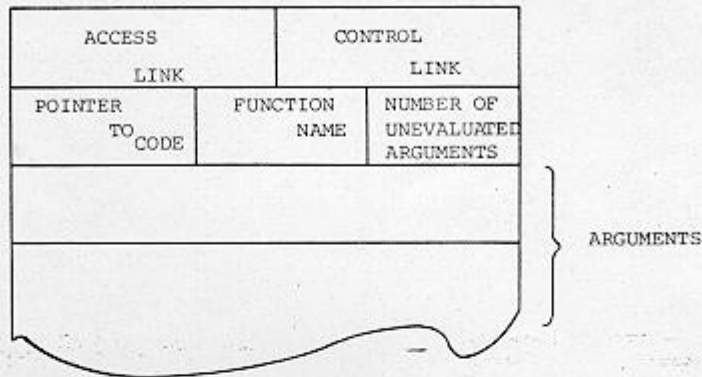 ACCESS
LINK
CONTROL
LINK
POINTER
TO
CODE
FUNCTION
NAME
NUMBER OF
UNEVALUATED
ARGUMENTS
ARGUMENTS